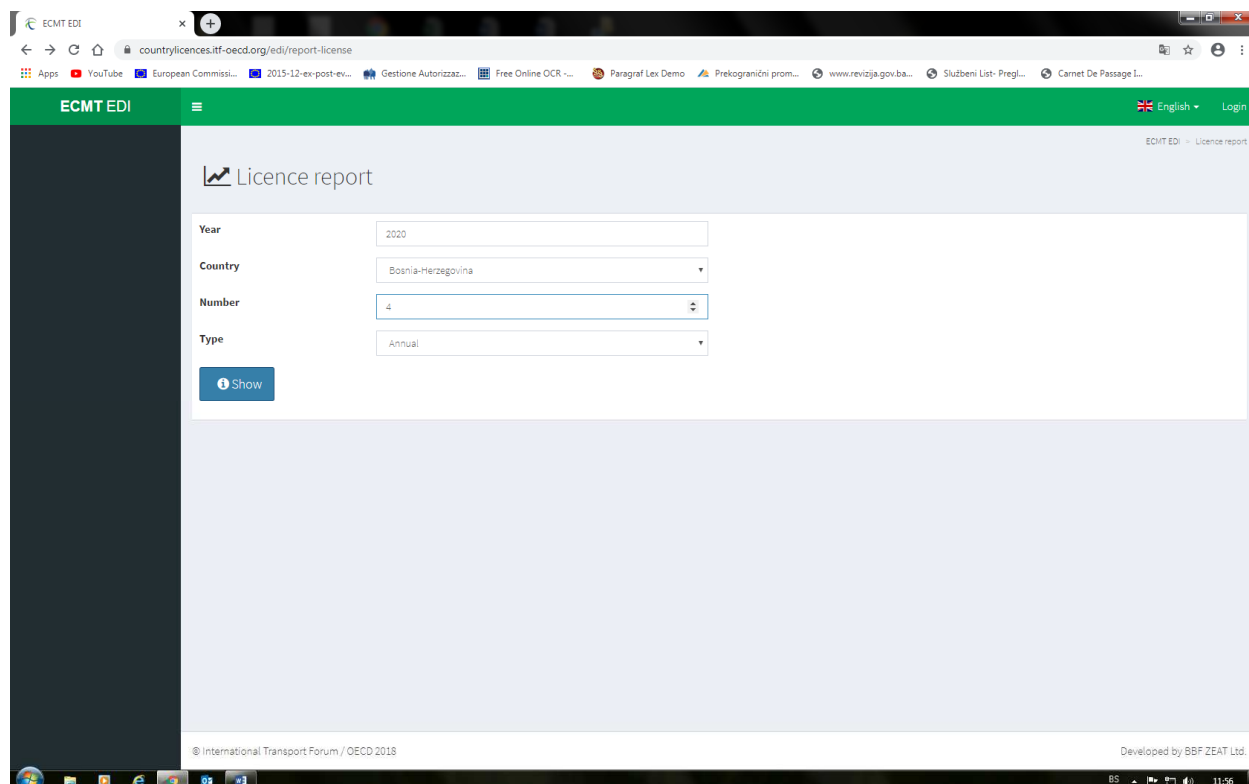 ECMT EDI
countrylicences.itf-oecd.org/edi/report-license
Apps YouTube European Commissi... 2015-12-ex-post-ev... Gestione Autorizzaz... Free Online OCR -... Paragraf Lex Demo Prekogranični prom... www.revizija.gov.ba... Službeni List- Pregl... Carnet De Passage I...
ECMT EDI English Login
ECMT EDI > Licence report
Licence report
Year 2020
Country Bosnia-Herzegovina
Number 4
Type Annual
Show
© International Transport Forum / OECD 2018 Developed by BBF ZEAT Ltd.
BS 11:56